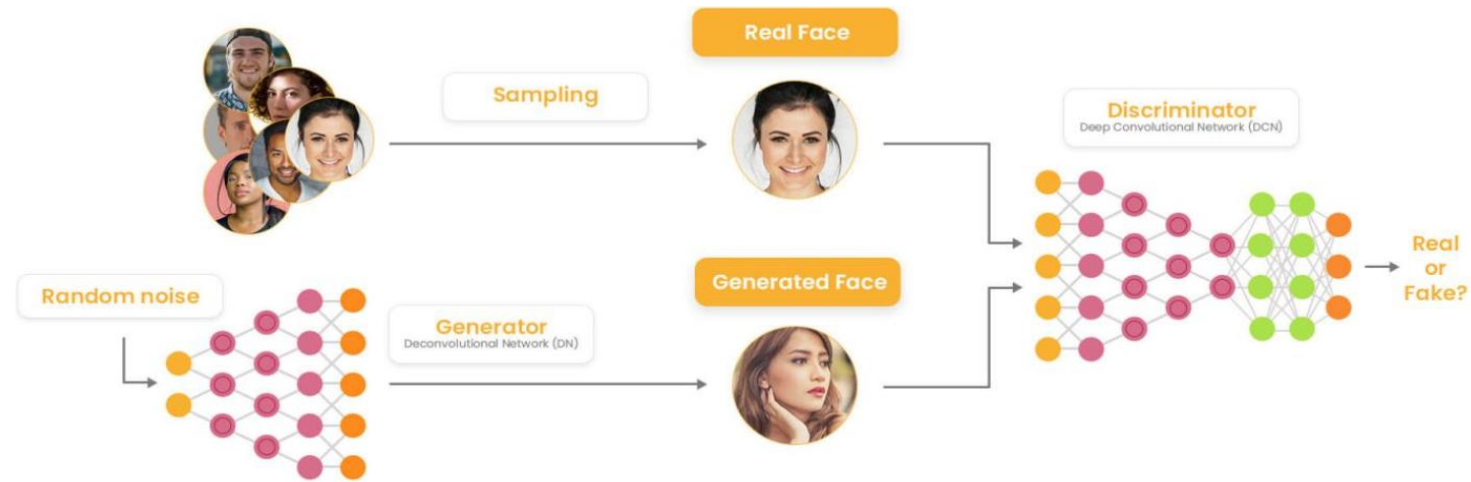 Real Face
Sampling
Discriminator
Deep Convolutional Network (DCN)
Random noise
Generator
Deconvolutional Network (DN)
Generated Face
Real
or
Fake?